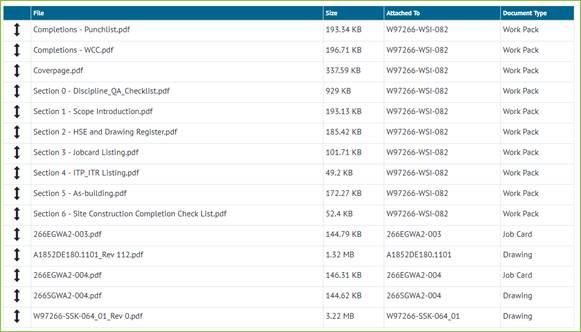 File Size Attached To Document Type
Completions - Punchlist.pdf 193.34 KB W97266-WSI-082 Work Pack
Completions - WCC.pdf 196.71 KB W97266-WSI-082 Work Pack
Coverpage.pdf 337.59 KB W97266-WSI-082 Work Pack
Section 0 - Discipline_QA_Checklist.pdf 929 KB W97266-WSI-082 Work Pack
Section 1 - Scope Introduction.pdf 193.13 KB W97266-WSI-082 Work Pack
Section 2 - HSE and Drawing Register.pdf 185.42 KB W97266-WSI-082 Work Pack
Section 3 - Jobcard Listing.pdf 101.71 KB W97266-WSI-082 Work Pack
Section 4 - ITP_ITR Listing.pdf 49.2 KB W97266-WSI-082 Work Pack
Section 5 - As-building.pdf 172.27 KB W97266-WSI-082 Work Pack
Section 6 - Site Construction Completion Check List.pdf 52.4 KB W97266-WSI-082 Work Pack
266EGWA2-003.pdf 144.79 KB 266EGWA2-003 Job Card
A1852DE180.1101_Rev 112.pdf 1.32 MB A1852DE180.1101 Drawing
266EGWA2-004.pdf 146.31 KB 266EGWA2-004 Job Card
266SGWA2-004.pdf 144.62 KB 266SGWA2-004 Drawing
W97266-SSK-064_01_Rev 0.pdf 3.22 MB W97266-SSK-064_01 Drawing